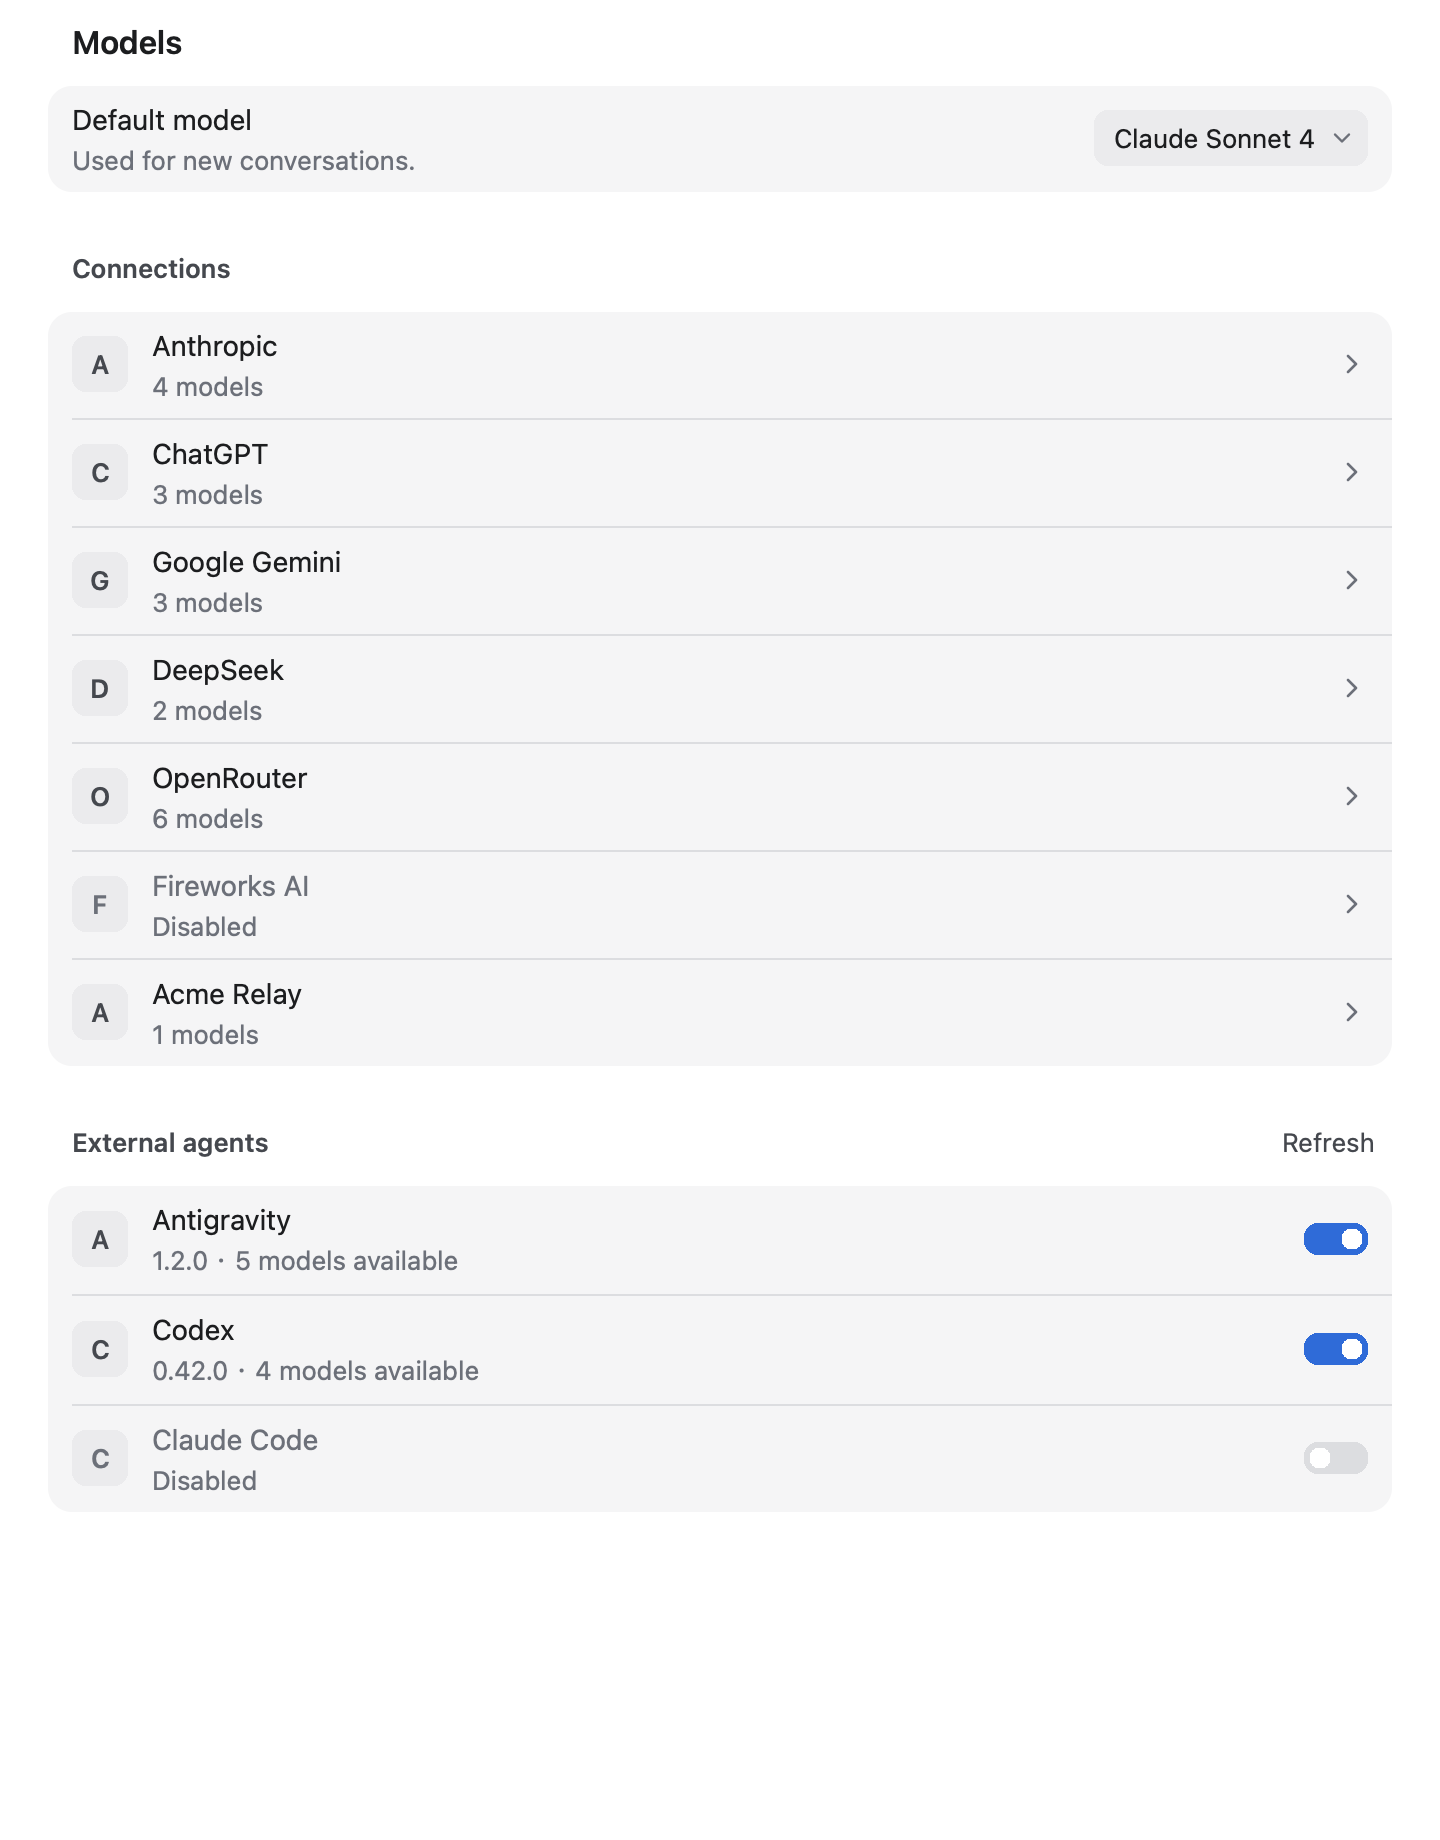 Models
Default model
Used for new conversations.
Claude Sonnet 4
Connections
A
Anthropic
4 models
C
ChatGPT
3 models
G
Google Gemini
3 models
D
DeepSeek
2 models
O
OpenRouter
6 models
F
Fireworks AI
Disabled
A
Acme Relay
1 models
External agents
Refresh
A
Antigravity
1.2.0 · 5 models available
C
Codex
0.42.0 · 4 models available
C
Claude Code
Disabled